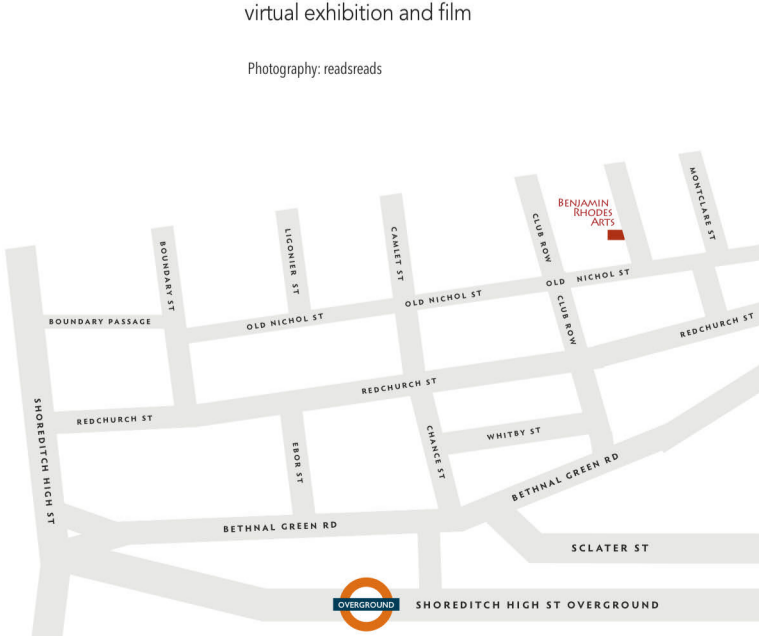 virtual exhibition and film
Photography: readsreads
BENJAMIN
RHODES
ARTS
MONTCLARE ST
CLUB ROW
CAMLET ST
LIGONIER ST
BOUNDARY ST
OLD NICHOL ST
OLD NICHOL ST
OLD NICHOL ST
BOUNDARY PASSAGE
CLUB ROW
REDCHURCH ST
REDCHURCH ST
REDCHURCH ST
SHOREDITCH HIGH ST
EBOR ST
CHANCE ST
WHITBY ST
BETHNAL GREEN RD
BETHNAL GREEN RD
SCLATER ST
OVERGROUND
SHOREDITCH HIGH ST OVERGROUND